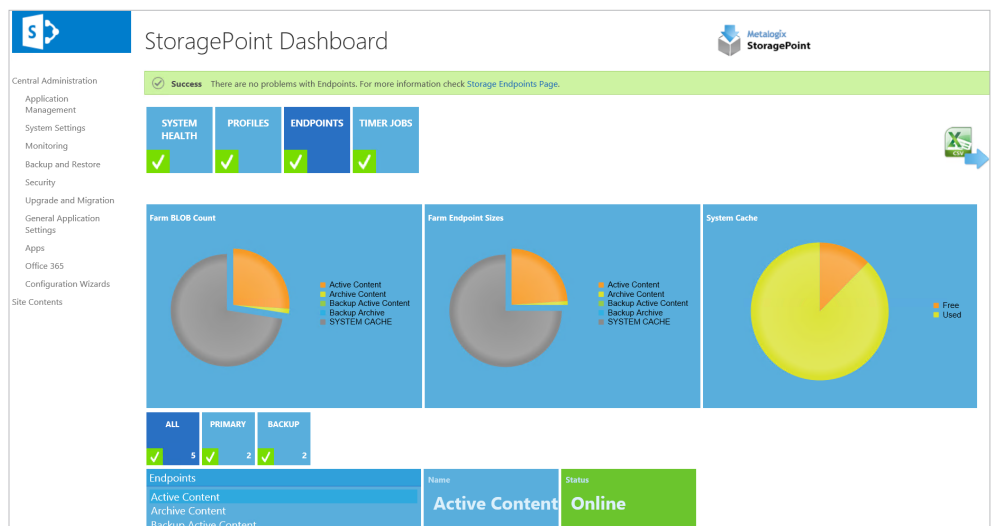 S
StoragePoint Dashboard
Metalogix
StoragePoint
Central Administration
Application
Management
System Settings
Monitoring
Backup and Restore
Security
Upgrade and Migration
General Application
Settings
Apps
Office 365
Configuration Wizards
Site Contents
Success There are no problems with Endpoints. For more information check Storage Endpoints Page.
SYSTEM
HEALTH
PROFILES
ENDPOINTS
TIMER JOBS
CSV
Farm BLOB Count
Active Content
Archive Content
Backup Active Content
Backup Archive
SYSTEM CACHE
Farm Endpoint Sizes
Active Content
Archive Content
Backup Active Content
Backup Archive
SYSTEM CACHE
System Cache
Free
Used
ALL
5
PRIMARY
2
BACKUP
2
Endpoints
Active Content
Archive Content
Backup Active Content
Name
Active Content
Status
Online